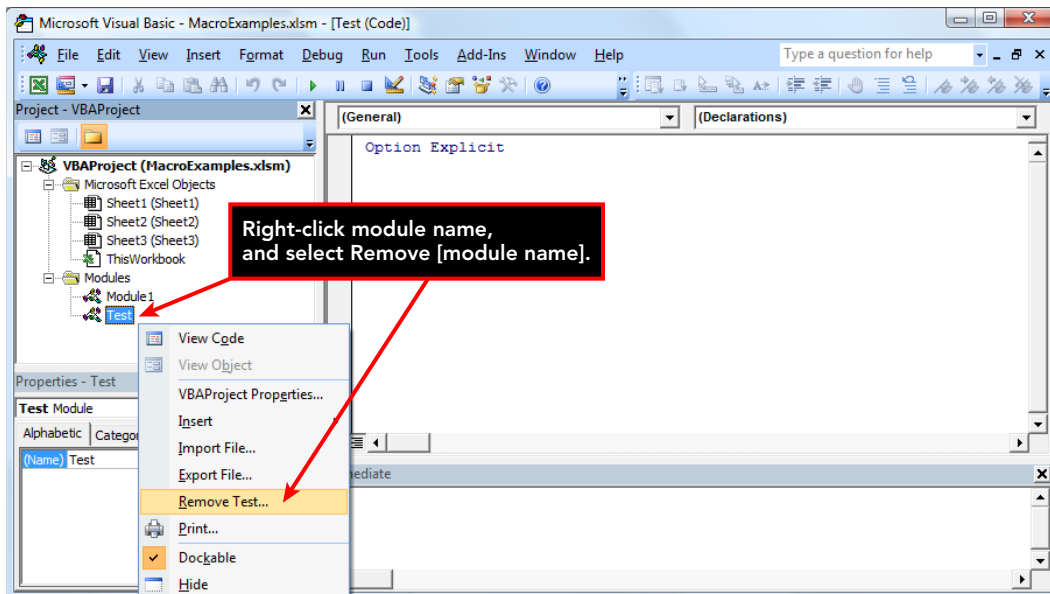 Microsoft Visual Basic - MacroExamples.xlsm - [Test (Code)]
File Edit View Insert Format Debug Run Tools Add-Ins Window Help Type a question for help
Project - VBAProject
(General) (Declarations)
Option Explicit
VBAProject (MacroExamples.xlsm)
Microsoft Excel Objects
Sheet1 (Sheet1)
Sheet2 (Sheet2)
Sheet3 (Sheet3)
ThisWorkbook
Modules
Module1
Test
Right-click module name,
and select Remove [module name].
View Code
View Object
VBAProject Properties...
Insert
Import File...
Export File...
Remove Test...
Print...
Dockable
Hide
Properties - Test
Test Module
Alphabetic Categor
(Name) Test
mediate